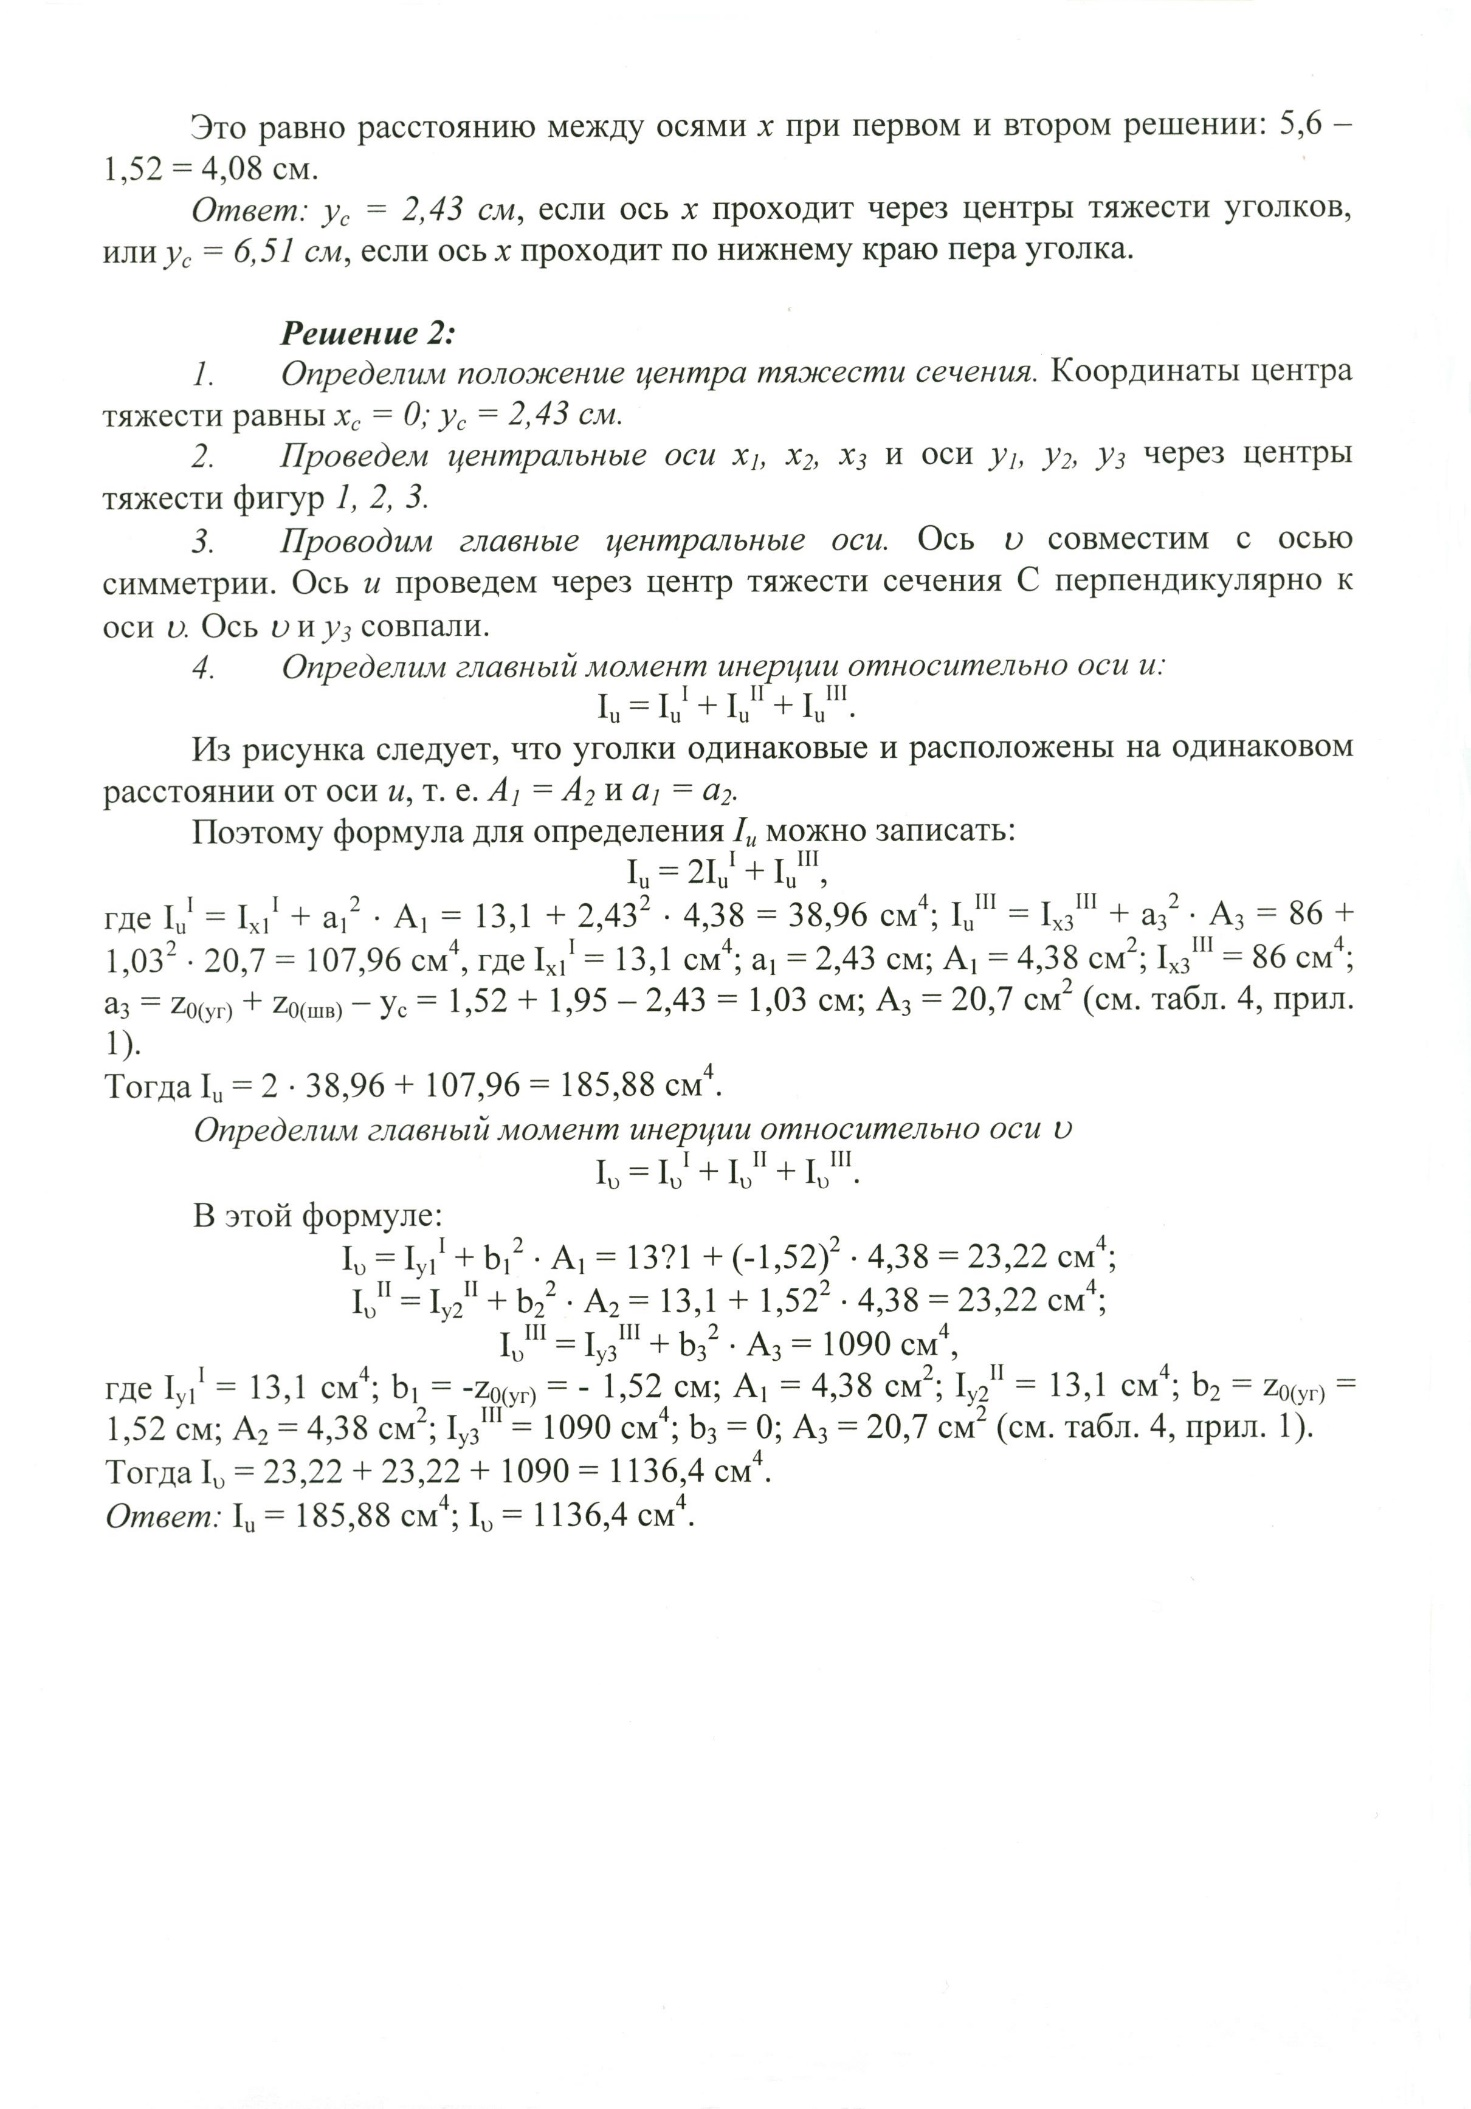 Это равно расстоянию между осями x при первом и втором решении: 5,6 –
1,52 = 4,08 см.
Ответ: yс = 2,43 см, если ось x проходит через центры тяжести уголков,
или yс = 6,51 см, если ось x проходит по нижнему краю пера уголка.
Решение 2:
1. Определим положение центра тяжести сечения. Координаты центра
тяжести равны xс = 0; yс = 2,43 см.
2. Проведем центральные оси x₁, x₂, x₃ и оси y₁, y₂, y₃ через центры
тяжести фигур 1, 2, 3.
3. Проводим главные центральные оси. Ось υ совместим с осью
симметрии. Ось и проведем через центр тяжести сечения С перпендикулярно к
оси υ. Ось υ и y₃ совпали.
4. Определим главный момент инерции относительно оси и:
Iᵤ = Iᵤᴵ + Iᵤᴵᴵ + Iᵤᴵᴵᴵ.
Из рисунка следует, что уголки одинаковые и расположены на одинаковом
расстоянии от оси и, т. е. A₁ = A₂ и a₁ = a₂.
Поэтому формула для определения Iᵤ можно записать:
Iᵤ = 2Iᵤᴵ + Iᵤᴵᴵᴵ,
где Iᵤᴵ = Iₓ₁ᴵ + a₁² · A₁ = 13,1 + 2,43² · 4,38 = 38,96 см⁴; Iᵤᴵᴵᴵ = Iₓ₃ᴵᴵᴵ + a₃² · A₃ = 86 +
1,03² · 20,7 = 107,96 см⁴, где Iₓ₁ᴵ = 13,1 см⁴; a₁ = 2,43 см; A₁ = 4,38 см²; Iₓ₃ᴵᴵᴵ = 86 см⁴;
a₃ = z₀(уг) + z₀(шв) – yс = 1,52 + 1,95 – 2,43 = 1,03 см; A₃ = 20,7 см² (см. табл. 4, прил.
1).
Тогда Iᵤ = 2 · 38,96 + 107,96 = 185,88 см⁴.
Определим главный момент инерции относительно оси υ
Iυ = Iυᴵ + Iυᴵᴵ + Iυᴵᴵᴵ.
В этой формуле:
Iυ = Iy₁ᴵ + b₁² · A₁ = 13?1 + (-1,52)² · 4,38 = 23,22 см⁴;
Iυᴵᴵ = Iy₂ᴵᴵ + b₂² · A₂ = 13,1 + 1,52² · 4,38 = 23,22 см⁴;
Iυᴵᴵᴵ = Iy₃ᴵᴵᴵ + b₃² · A₃ = 1090 см⁴,
где Iy₁ᴵ = 13,1 см⁴; b₁ = -z₀(уг) = - 1,52 см; A₁ = 4,38 см²; Iy₂ᴵᴵ = 13,1 см⁴; b₂ = z₀(уг) =
1,52 см; A₂ = 4,38 см²; Iy₃ᴵᴵᴵ = 1090 см⁴; b₃ = 0; A₃ = 20,7 см² (см. табл. 4, прил. 1).
Тогда Iυ = 23,22 + 23,22 + 1090 = 1136,4 см⁴.
Ответ: Iᵤ = 185,88 см⁴; Iυ = 1136,4 см⁴.